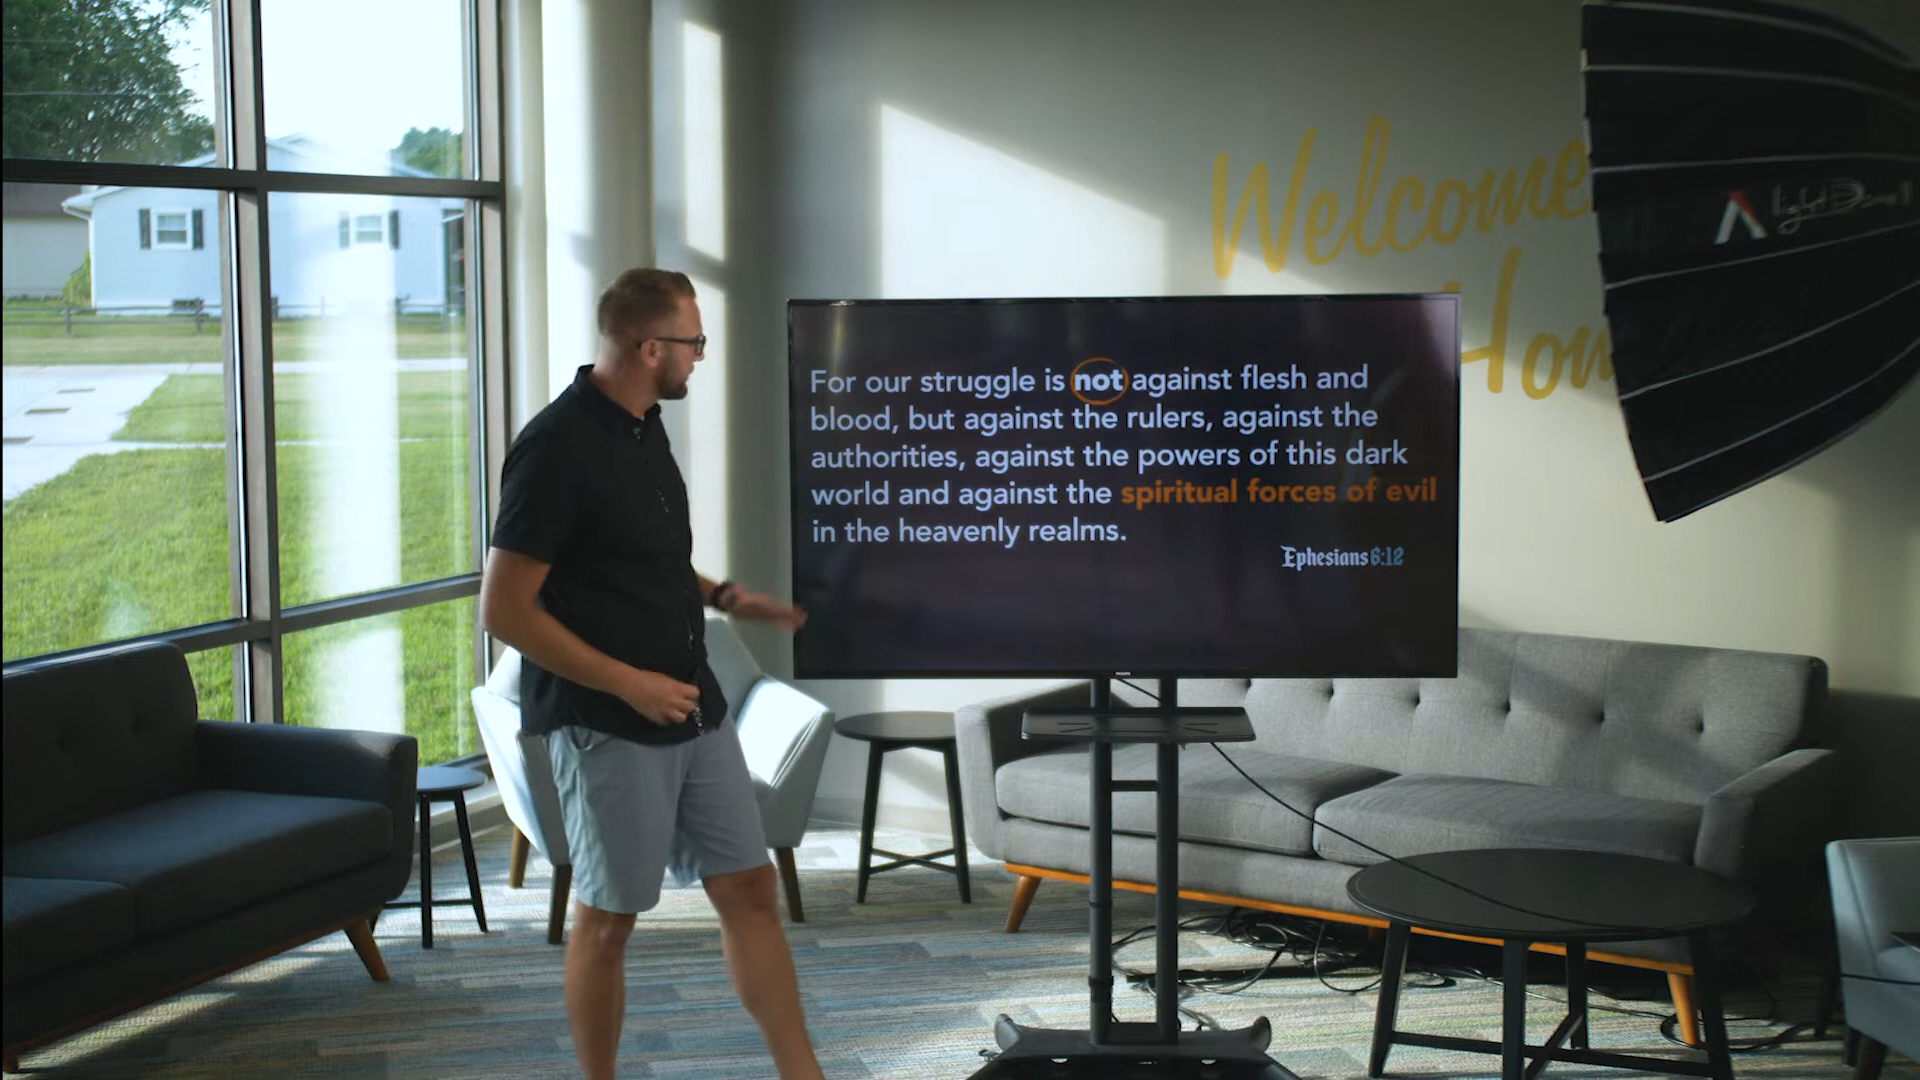 Welcome
For our struggle is not against flesh and
blood, but against the rulers, against the
authorities, against the powers of this dark
world and against the spiritual forces of evil
in the heavenly realms.
Ephesians 6:12